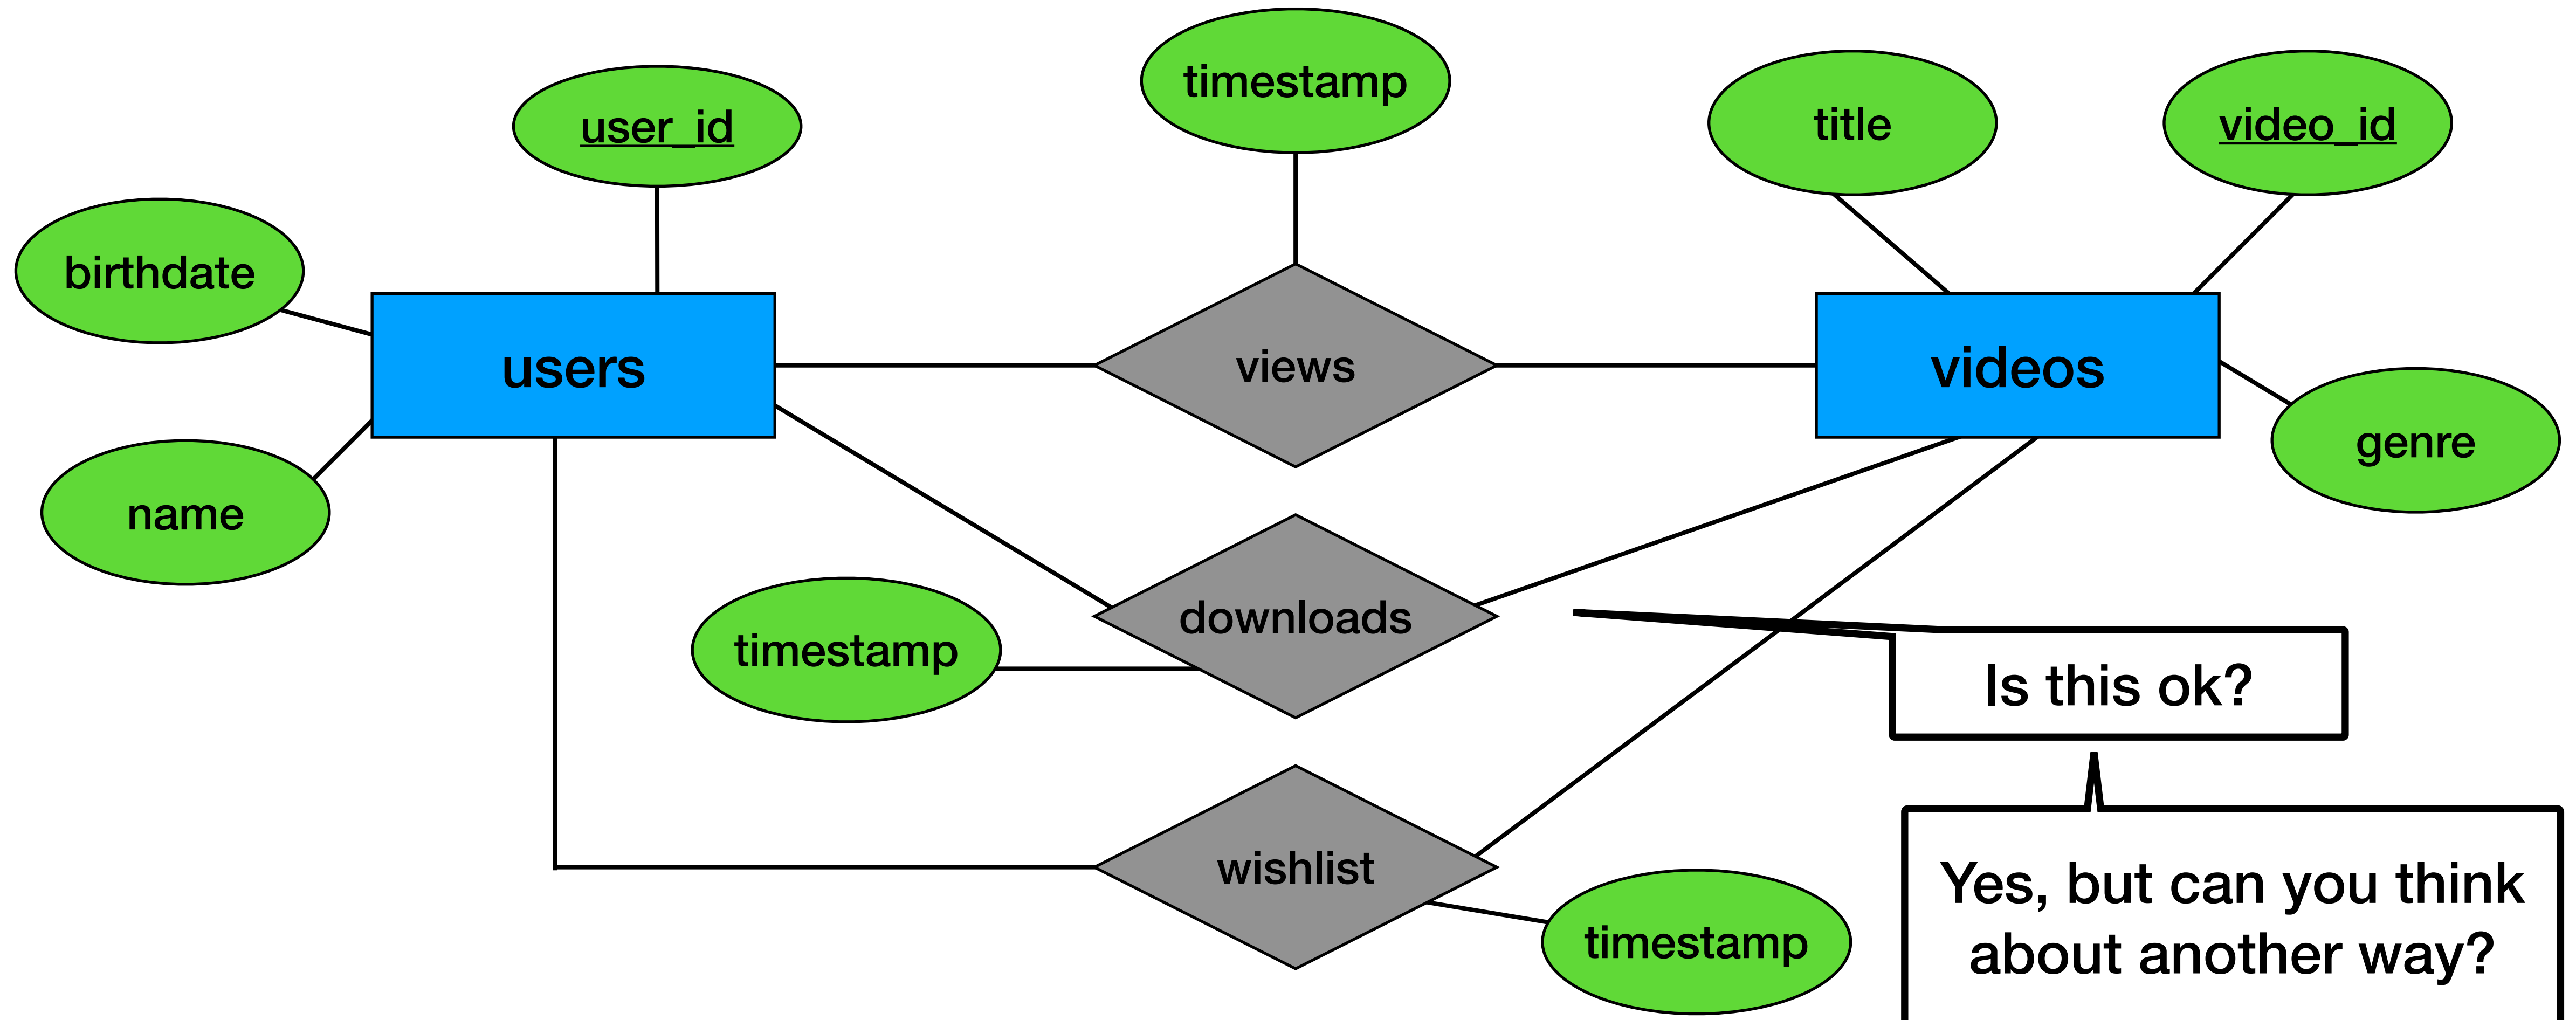 timestamp
title
video_id
user_id
birthdate
users
views
videos
genre
name
downloads
timestamp
Is this ok?
wishlist
Yes, but can you think
about another way?
timestamp